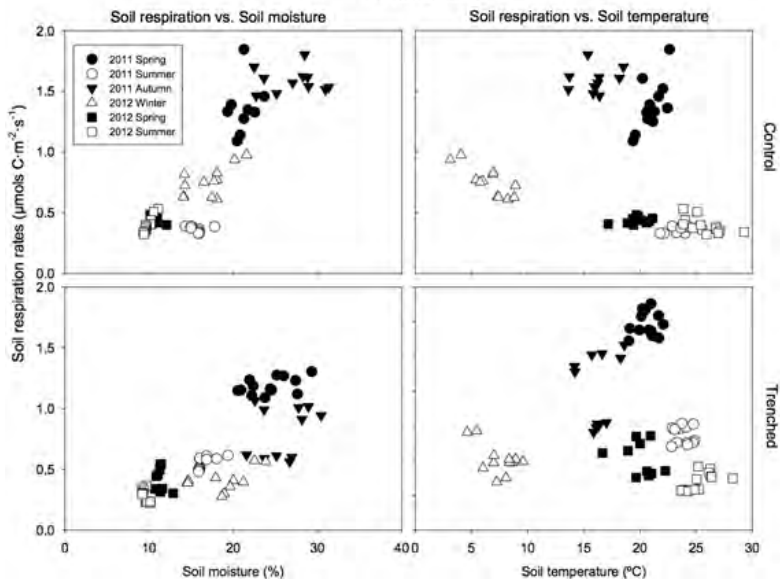 Soil respiration vs. Soil moisture
Soil respiration vs. Soil temperature
2.0
1.5
1.0
0.5
0.0
2011 Spring
2011 Summer
2011 Autumn
2012 Winter
2012 Spring
2012 Summer
Control
Soil respiration rates (μmols C·m⁻²·s⁻¹)
2.0
1.5
1.0
0.5
0.0
Trenched
0 10 20 30 40 0 5 10 15 20 25 30
Soil moisture (%)
Soil temperature (ºC)